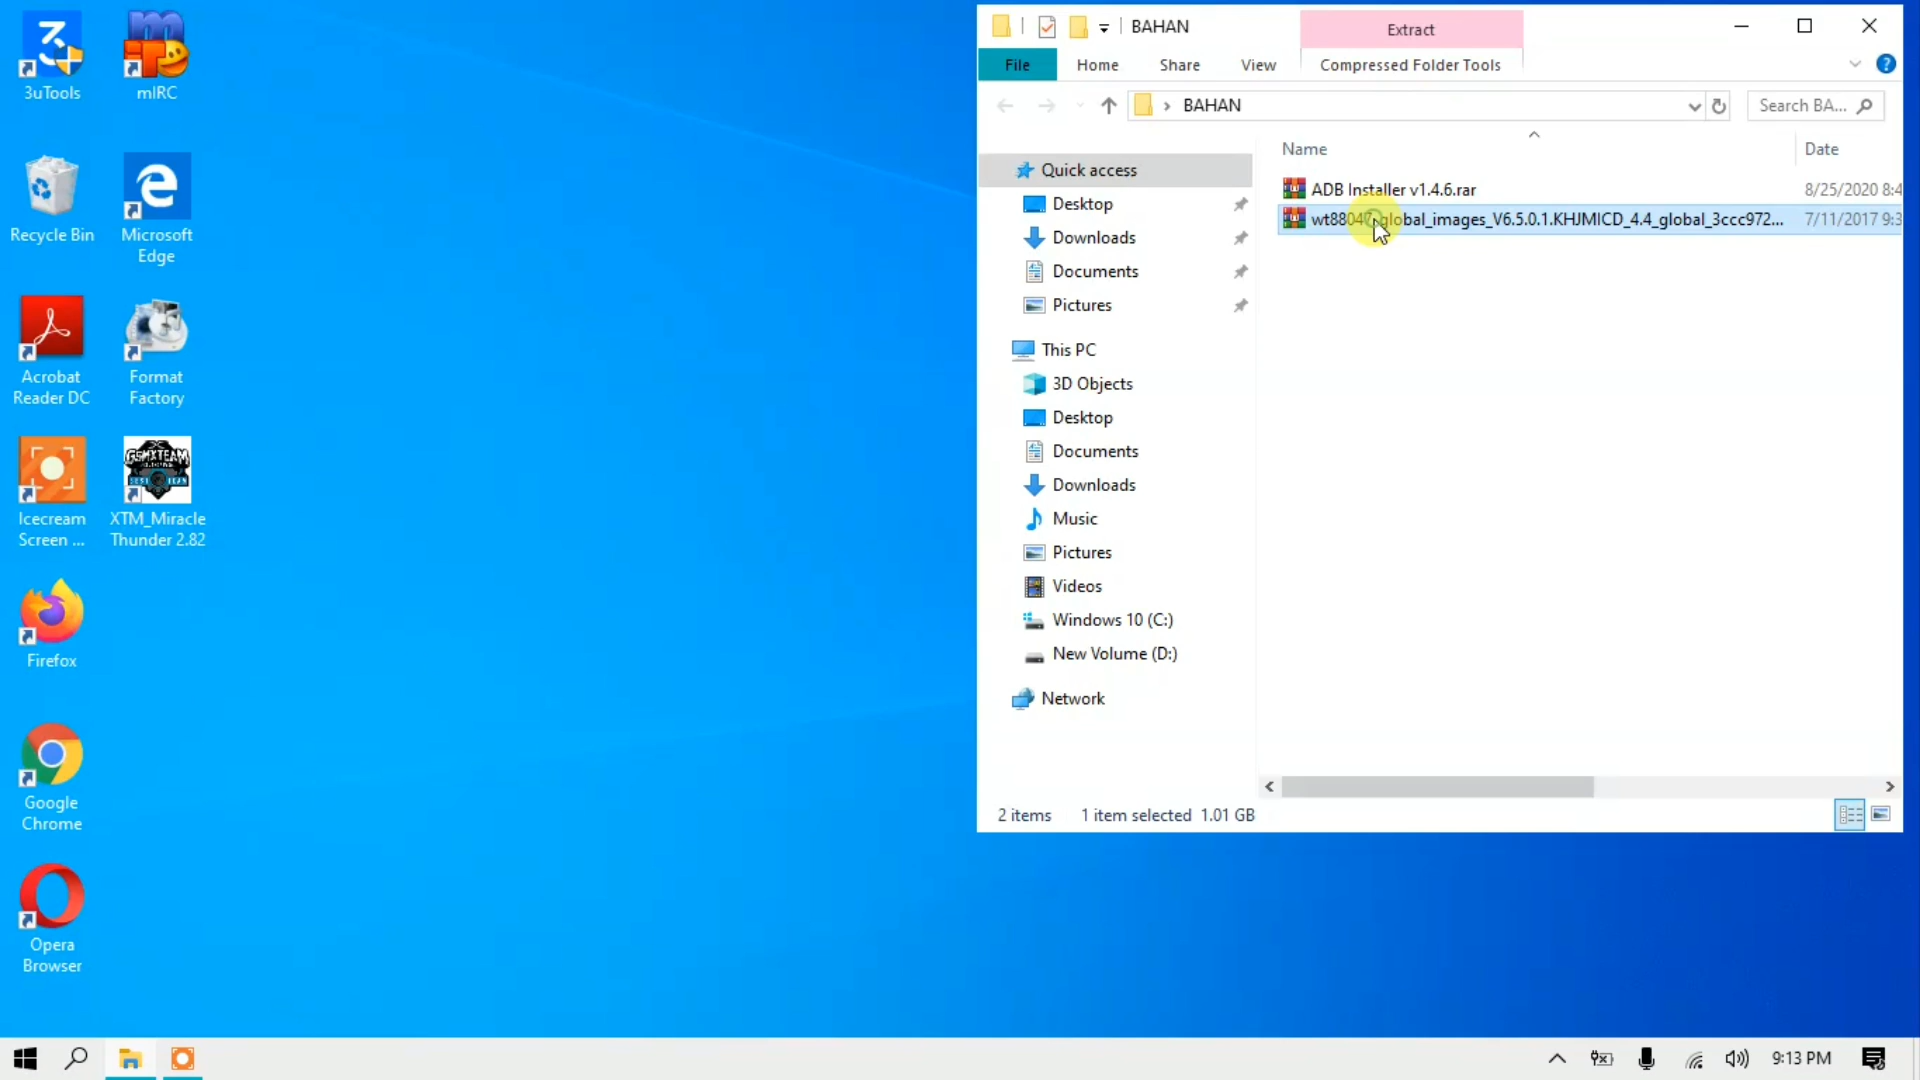 3uTools
mIRC
Recycle Bin
Microsoft
Edge
Acrobat
Reader DC
Format
Factory
GSMXTEAM
Icecream
Screen ...
XTM_Miracle
Thunder 2.82
Firefox
Google
Chrome
Opera
Browser
BAHAN
Extract
File
Home
Share
View
Compressed Folder Tools
BAHAN
Search BA...
Name
Date
ADB Installer v1.4.6.rar
8/25/2020 8:4
wt88047_global_images_V6.5.0.1.KHJMICD_4.4_global_3ccc972...
7/11/2017 9:3
Quick access
Desktop
Downloads
Documents
Pictures
This PC
3D Objects
Desktop
Documents
Downloads
Music
Pictures
Videos
Windows 10 (C:)
New Volume (D:)
Network
2 items
1 item selected 1.01 GB
9:13 PM